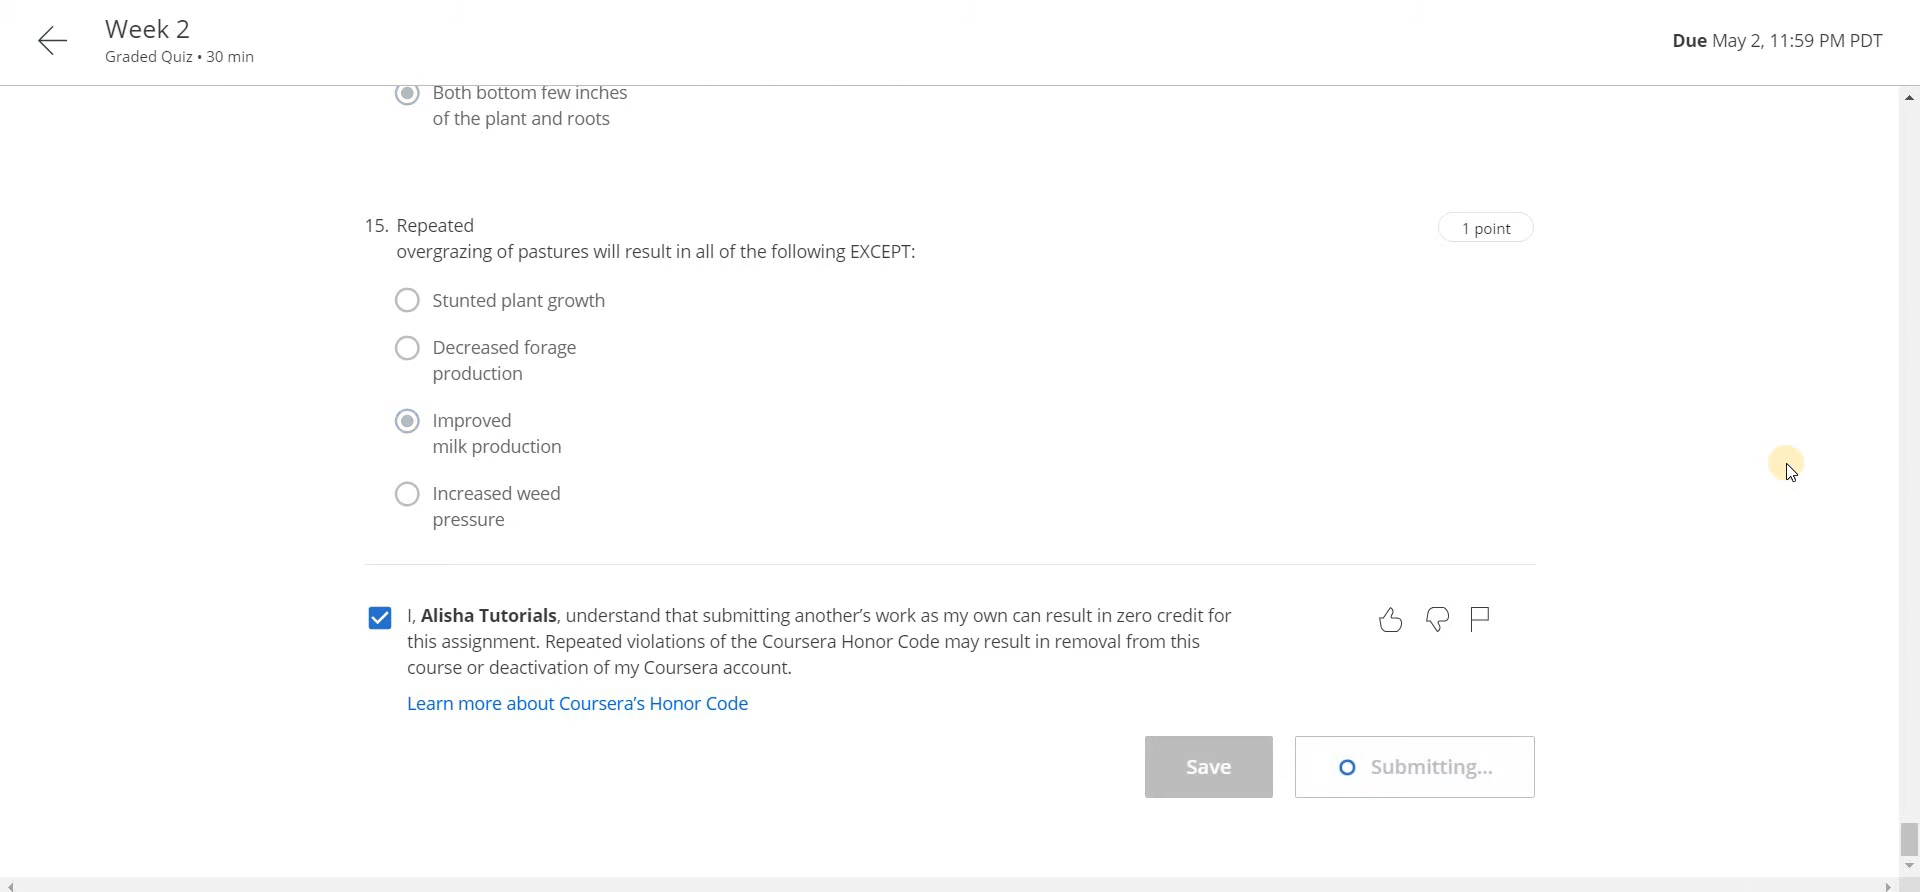 Week 2
Graded Quiz • 30 min
Due May 2, 11:59 PM PDT
Both bottom few inches
of the plant and roots
15. Repeated
overgrazing of pastures will result in all of the following EXCEPT:
1 point
Stunted plant growth
Decreased forage
production
Improved
milk production
Increased weed
pressure
I, Alisha Tutorials, understand that submitting another’s work as my own can result in zero credit for
this assignment. Repeated violations of the Coursera Honor Code may result in removal from this
course or deactivation of my Coursera account.
Learn more about Coursera’s Honor Code
Save
Submitting...